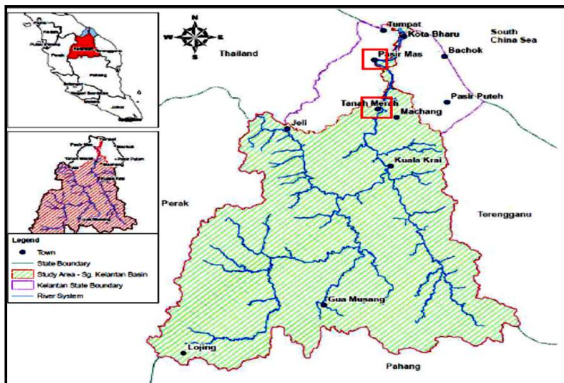 Tumpat
Kota Bharu
South
China Sea
Bachok
Thailand
Pasir Mas
Pasir Puteh
Tanah Merah
Machang
Jeli
Kuala Krai
Perak
Terengganu
Gua Musang
Lojing
Pahang
Legend
Town
State Boundary
Study Area - Sg. Kelantan Basin
Kelantan State Boundary
River System